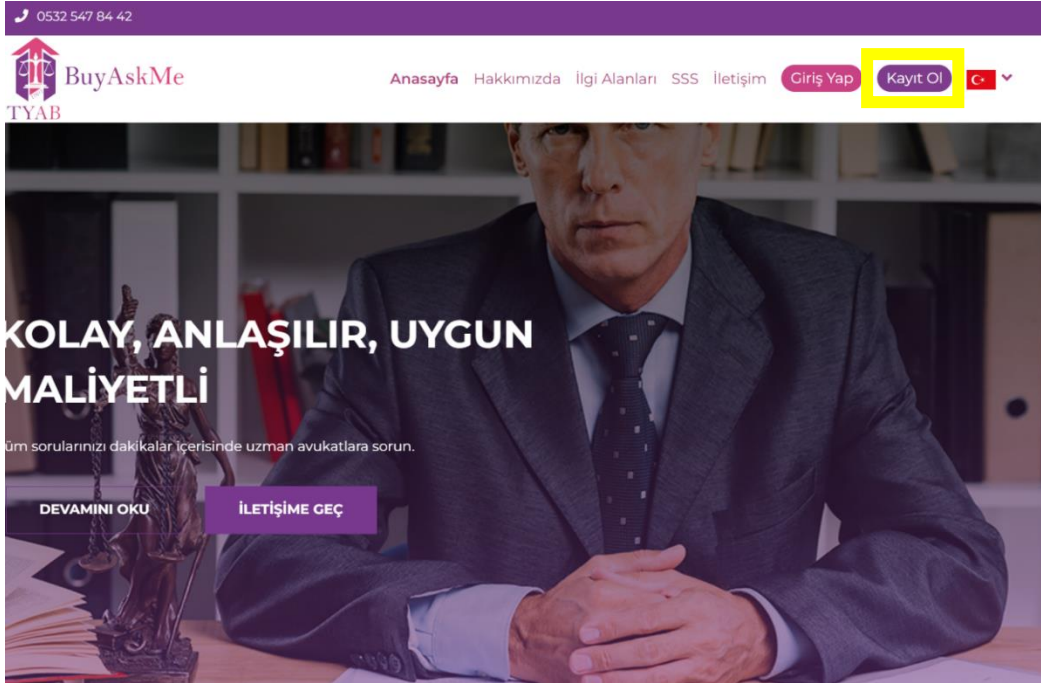 0532 547 84 42
BuyAskMe
TYAB
Anasayfa Hakkımızda İlgi Alanları SSS İletişim Giriş Yap Kayıt Ol
KOLAY, ANLAŞILIR, UYGUN
MALİYETLİ
üm sorularınızı dakikalar içerisinde uzman avukatlara sorun.
DEVAMINI OKU İLETİŞİME GEÇ